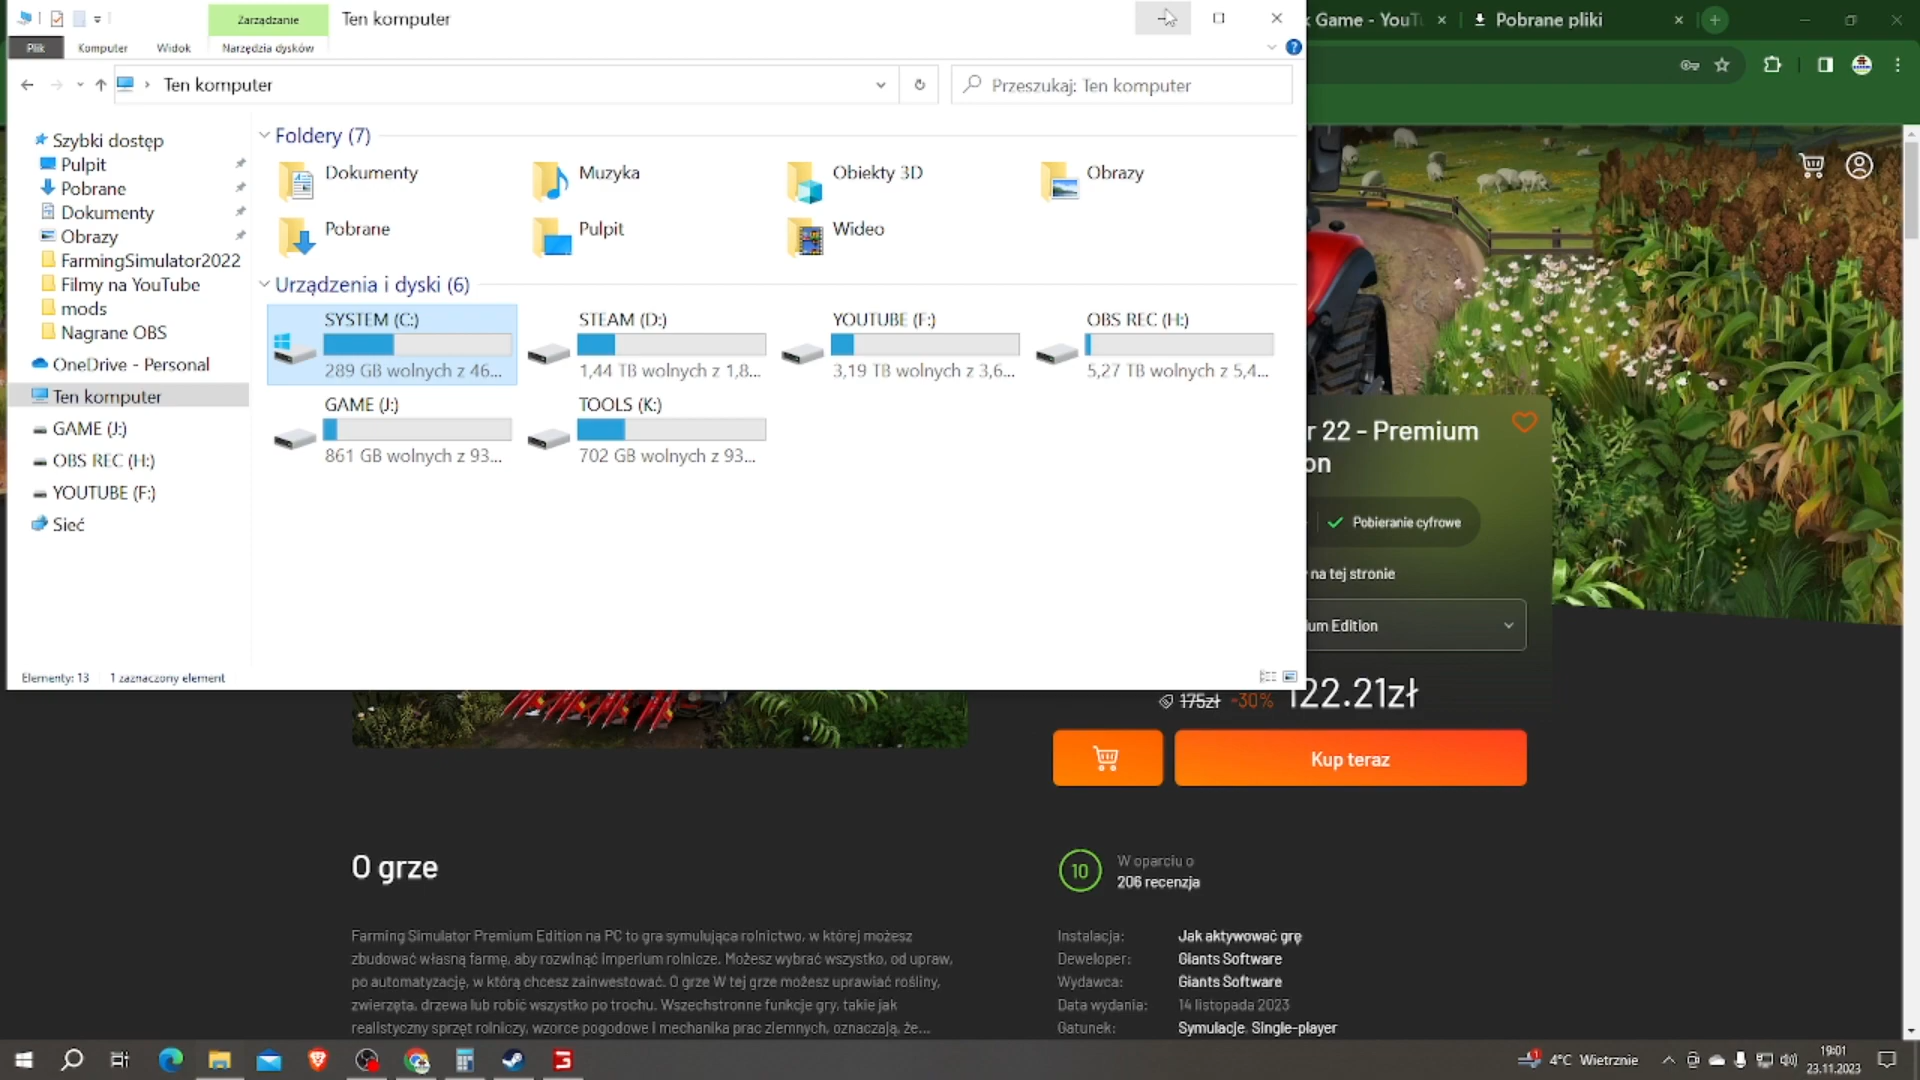 Zarządzanie
Ten komputer
Plik
Komputer
Widok
Narzędzia dysków
Game - YouTu
Pobrane pliki
Ten komputer
Przeszukaj: Ten komputer
Szybki dostęp
Pulpit
Pobrane
Dokumenty
Obrazy
FarmingSimulator2022
Filmy na YouTube
mods
Nagrane OBS
OneDrive - Personal
Ten komputer
GAME (J:)
OBS REC (H:)
YOUTUBE (F:)
Sieć
Foldery (7)
Dokumenty
Muzyka
Obiekty 3D
Obrazy
Pobrane
Pulpit
Wideo
Urządzenia i dyski (6)
SYSTEM (C:)
289 GB wolnych z 46...
STEAM (D:)
1,44 TB wolnych z 1,8...
YOUTUBE (F:)
3,19 TB wolnych z 3,6...
OBS REC (H:)
5,27 TB wolnych z 5,4...
GAME (J:)
861 GB wolnych z 93...
TOOLS (K:)
702 GB wolnych z 93...
Elementy: 13
1 zaznaczony element
r 22 - Premium
on
Pobieranie cyfrowe
na tej stronie
um Edition
175zł -30% 122.21zł
Kup teraz
O grze
10
W oparciu o
206 recenzja
Farming Simulator Premium Edition na PC to gra symulująca rolnictwo, w której możesz
zbudować własną farmę, aby rozwinąć imperium rolnicze. Możesz wybrać wszystko, od upraw,
po automatyzację, w którą chcesz zainwestować. O grze W tej grze możesz uprawiać rośliny,
zwierzęta, drzewa lub robić wszystko po trochu. Wszechstronne funkcje gry, takie jak
realistyczny sprzęt rolniczy, wzorce pogodowe i mechanika prac ziemnych, oznaczają, że...
Instalacja: Jak aktywować grę
Deweloper: Giants Software
Wydawca: Giants Software
Data wydania: 14 listopada 2023
Gatunek: Symulacje, Single-player
1
4°C Wietrznie
19:01
23.11.2023